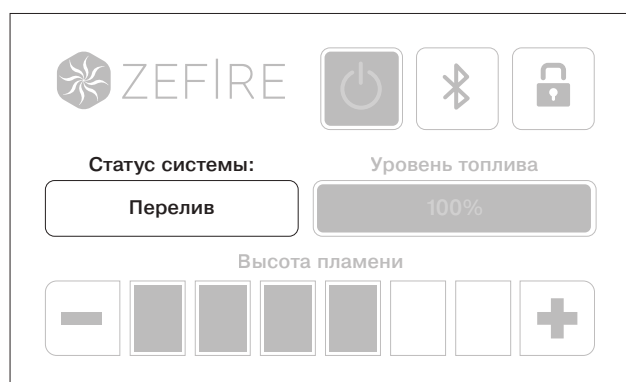 ZEFIRE
Статус системы:
Уровень топлива
Перелив
100%
Высота пламени